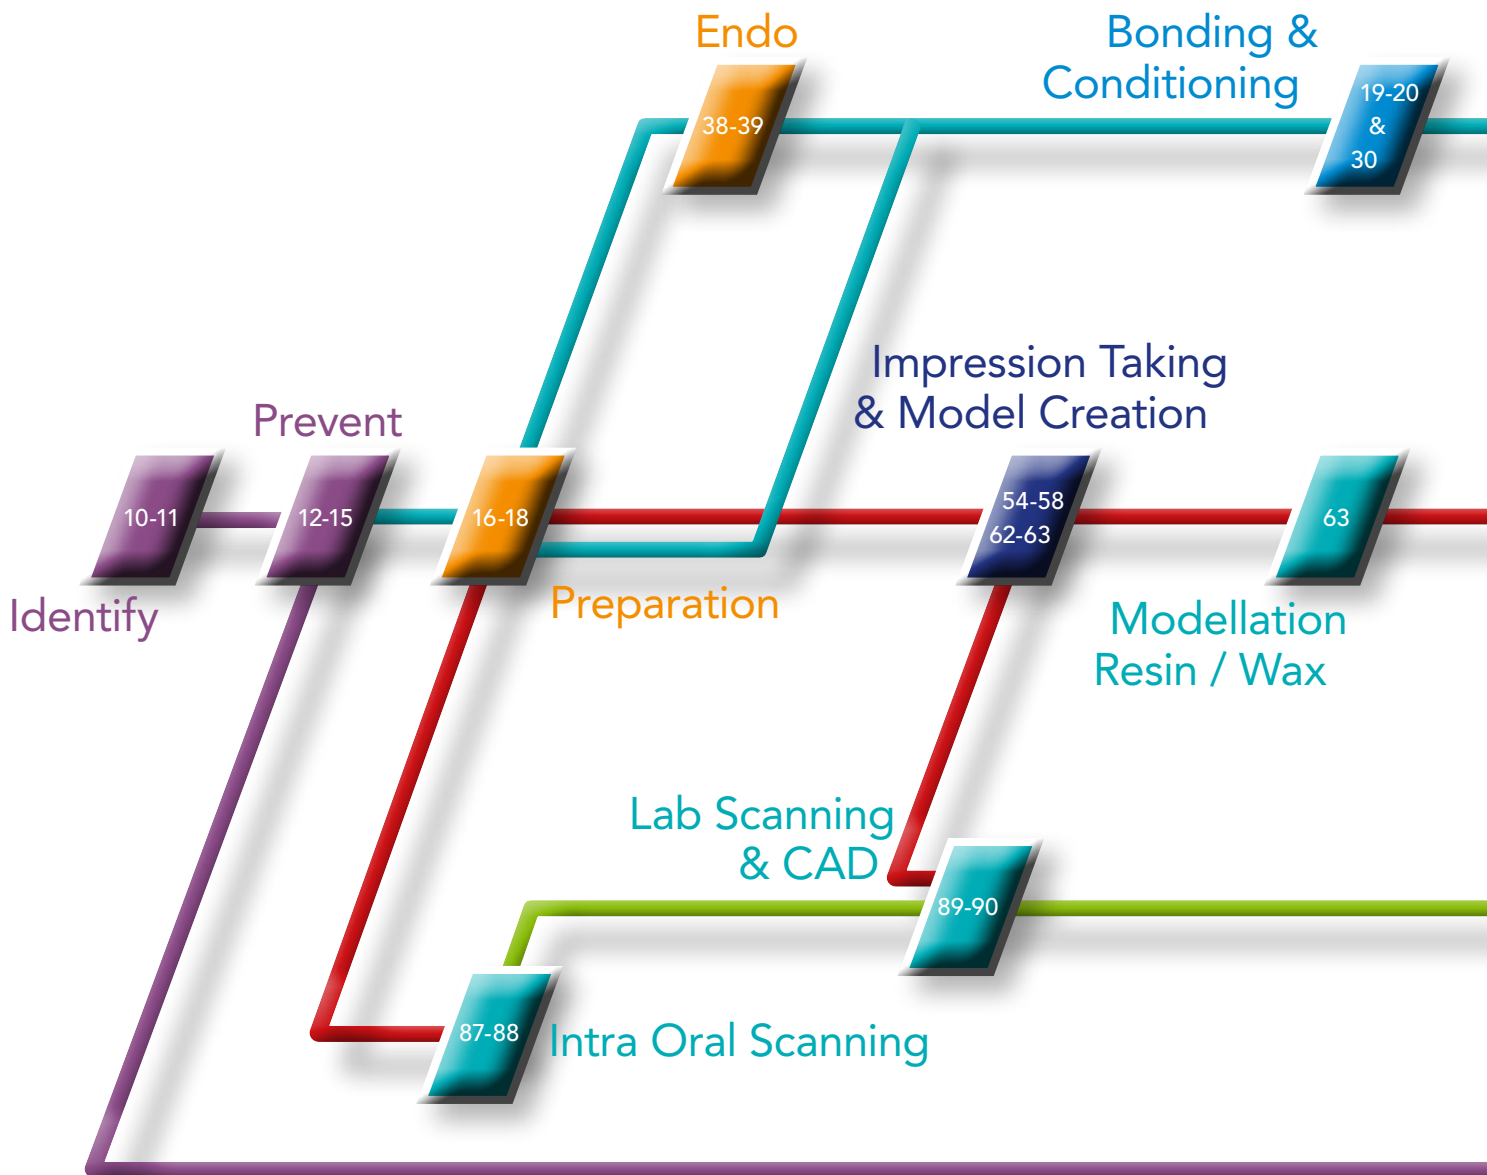 Endo
38-39
Bonding &
Conditioning
19-20
&
30
Impression Taking
& Model Creation
54-58
62-63
Prevent
10-11
12-15
16-18
63
Identify
Preparation
Modellation
Resin / Wax
Lab Scanning
& CAD
89-90
87-88
Intra Oral Scanning